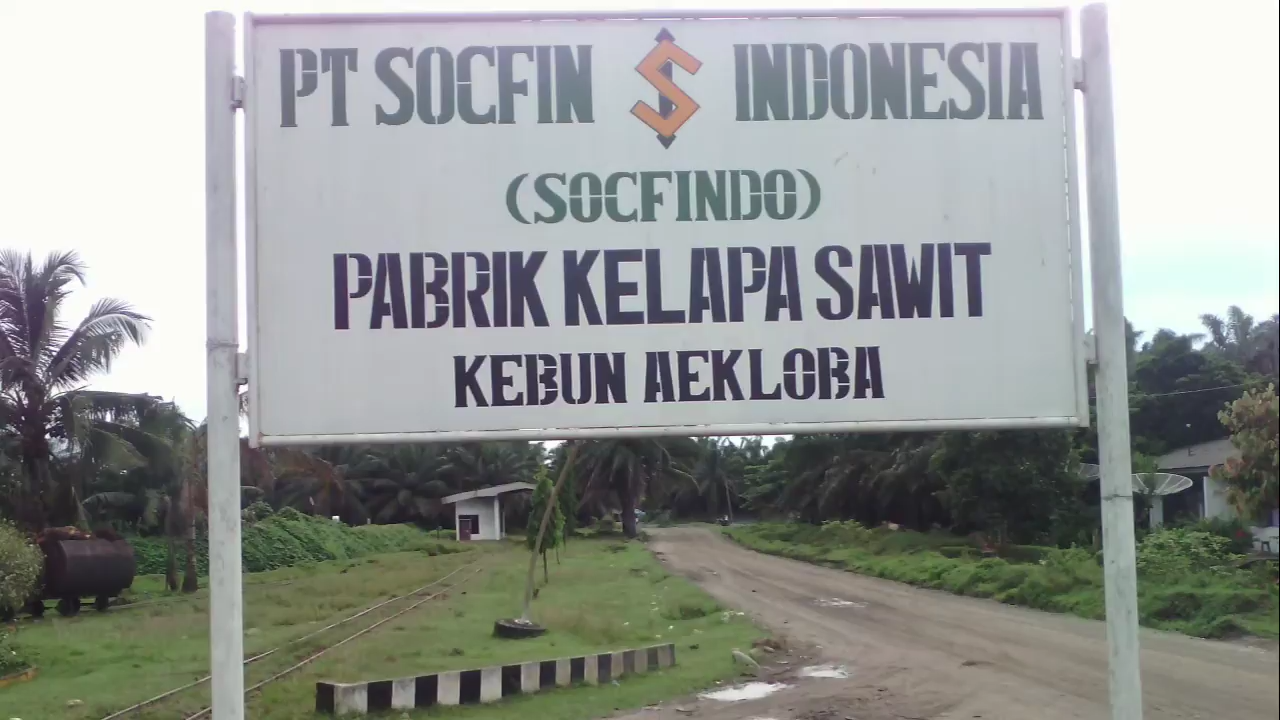 PT SOCFIN INDONESIA
(SOCFINDO)
PABRIK KELAPA SAWIT
KEBUN AEKLOBA